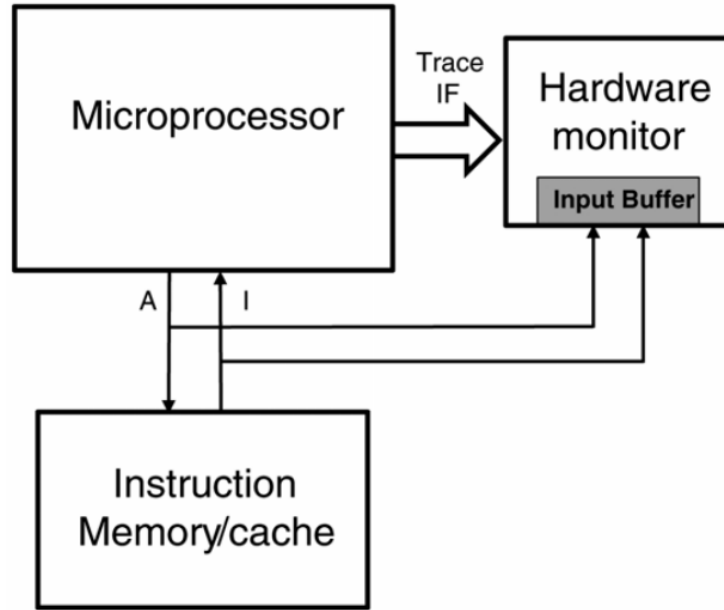 Microprocessor
Trace
IF
Hardware
monitor
Input Buffer
A
I
Instruction
Memory/cache